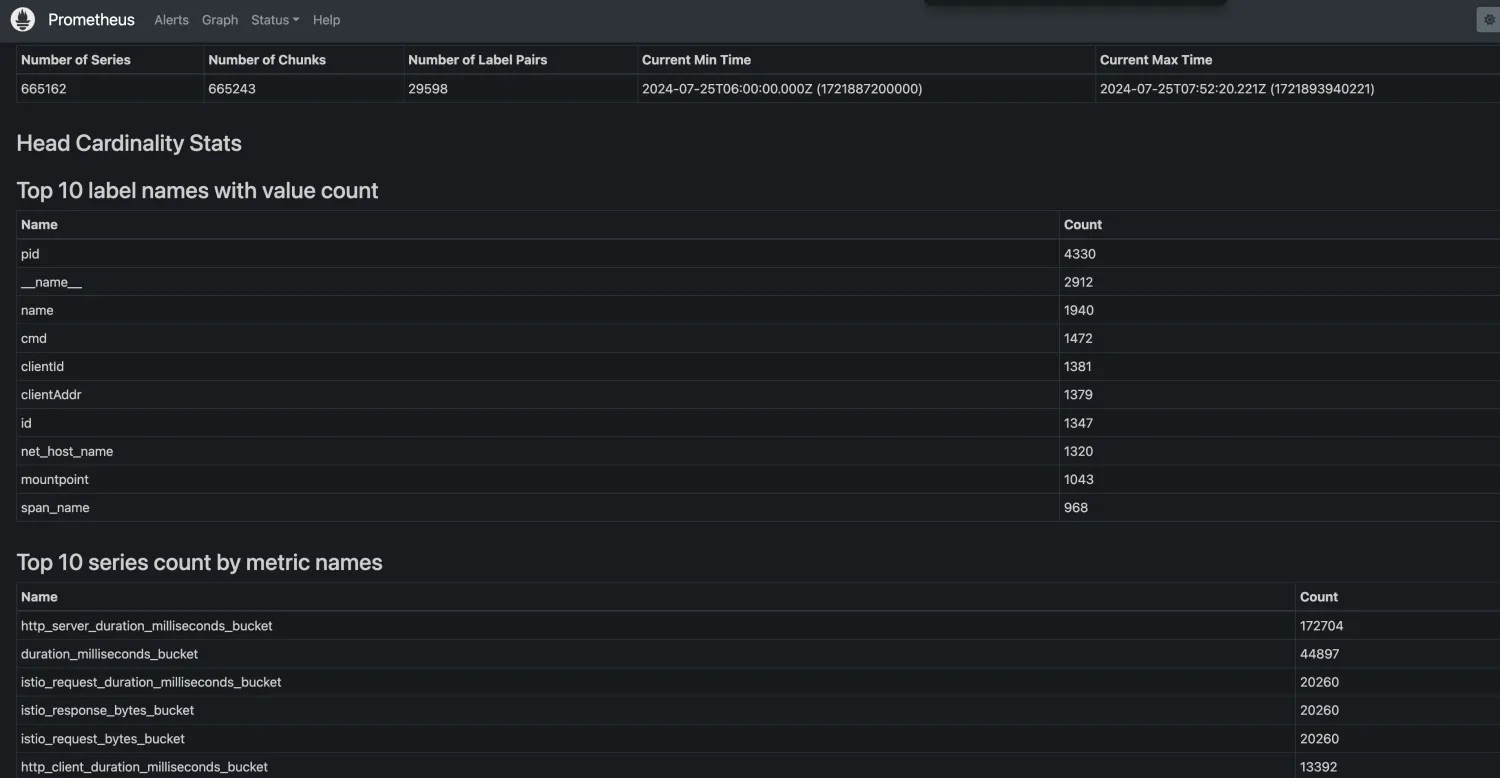 Prometheus Alerts Graph Status Help
Number of Series Number of Chunks Number of Label Pairs Current Min Time Current Max Time
665162 665243 29598 2024-07-25T06:00:00.000Z (1721887200000) 2024-07-25T07:52:20.221Z (1721893940221)
Head Cardinality Stats
Top 10 label names with value count
Name Count
pid 4330
__name__ 2912
name 1940
cmd 1472
clientId 1381
clientAddr 1379
id 1347
net_host_name 1320
mountpoint 1043
span_name 968
Top 10 series count by metric names
Name Count
http_server_duration_milliseconds_bucket 172704
duration_milliseconds_bucket 44897
istio_request_duration_milliseconds_bucket 20260
istio_response_bytes_bucket 20260
istio_request_bytes_bucket 20260
http_client_duration_milliseconds_bucket 13392